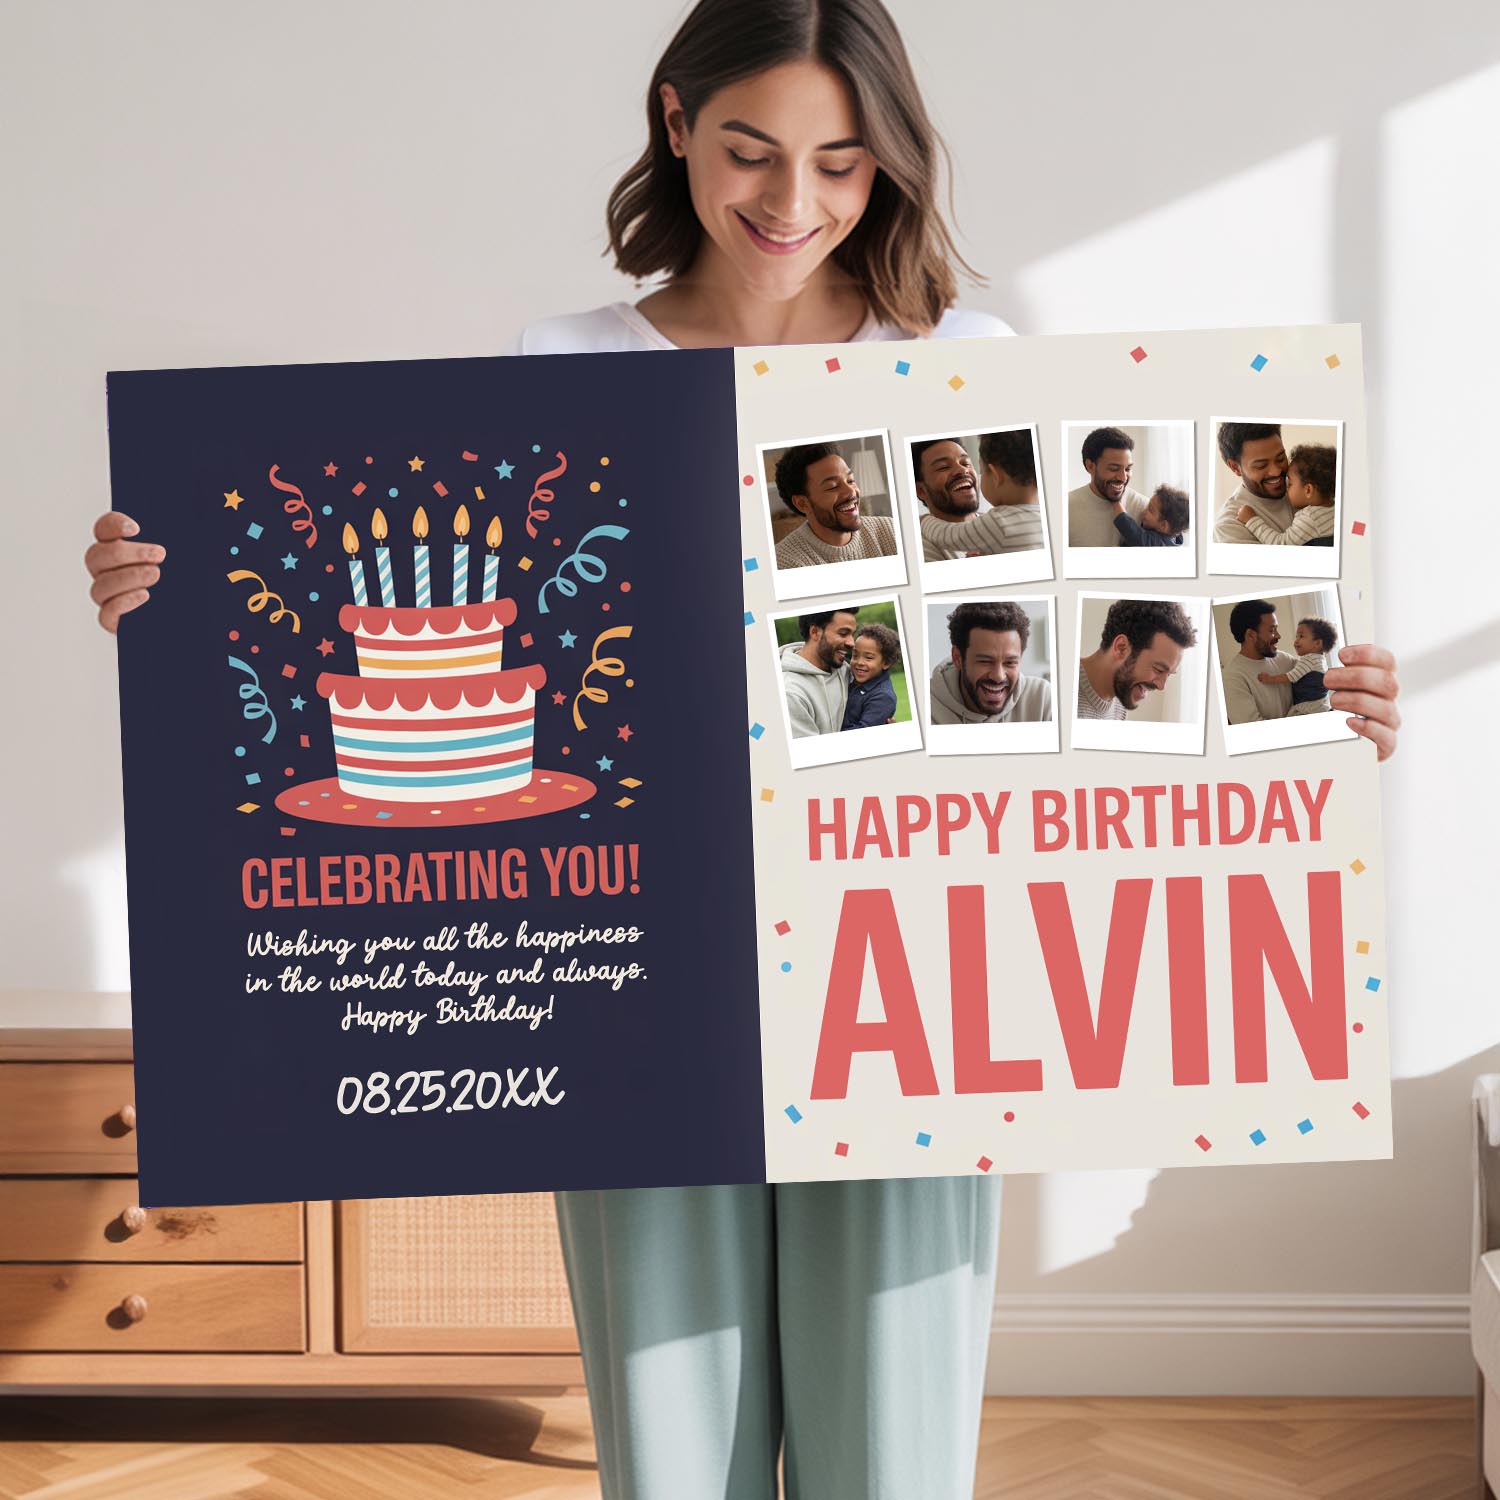 CELEBRATING YOU!
Wishing you all the happiness
in the world today and always.
Happy Birthday!
08.25.20XX
HAPPY BIRTHDAY
ALVIN